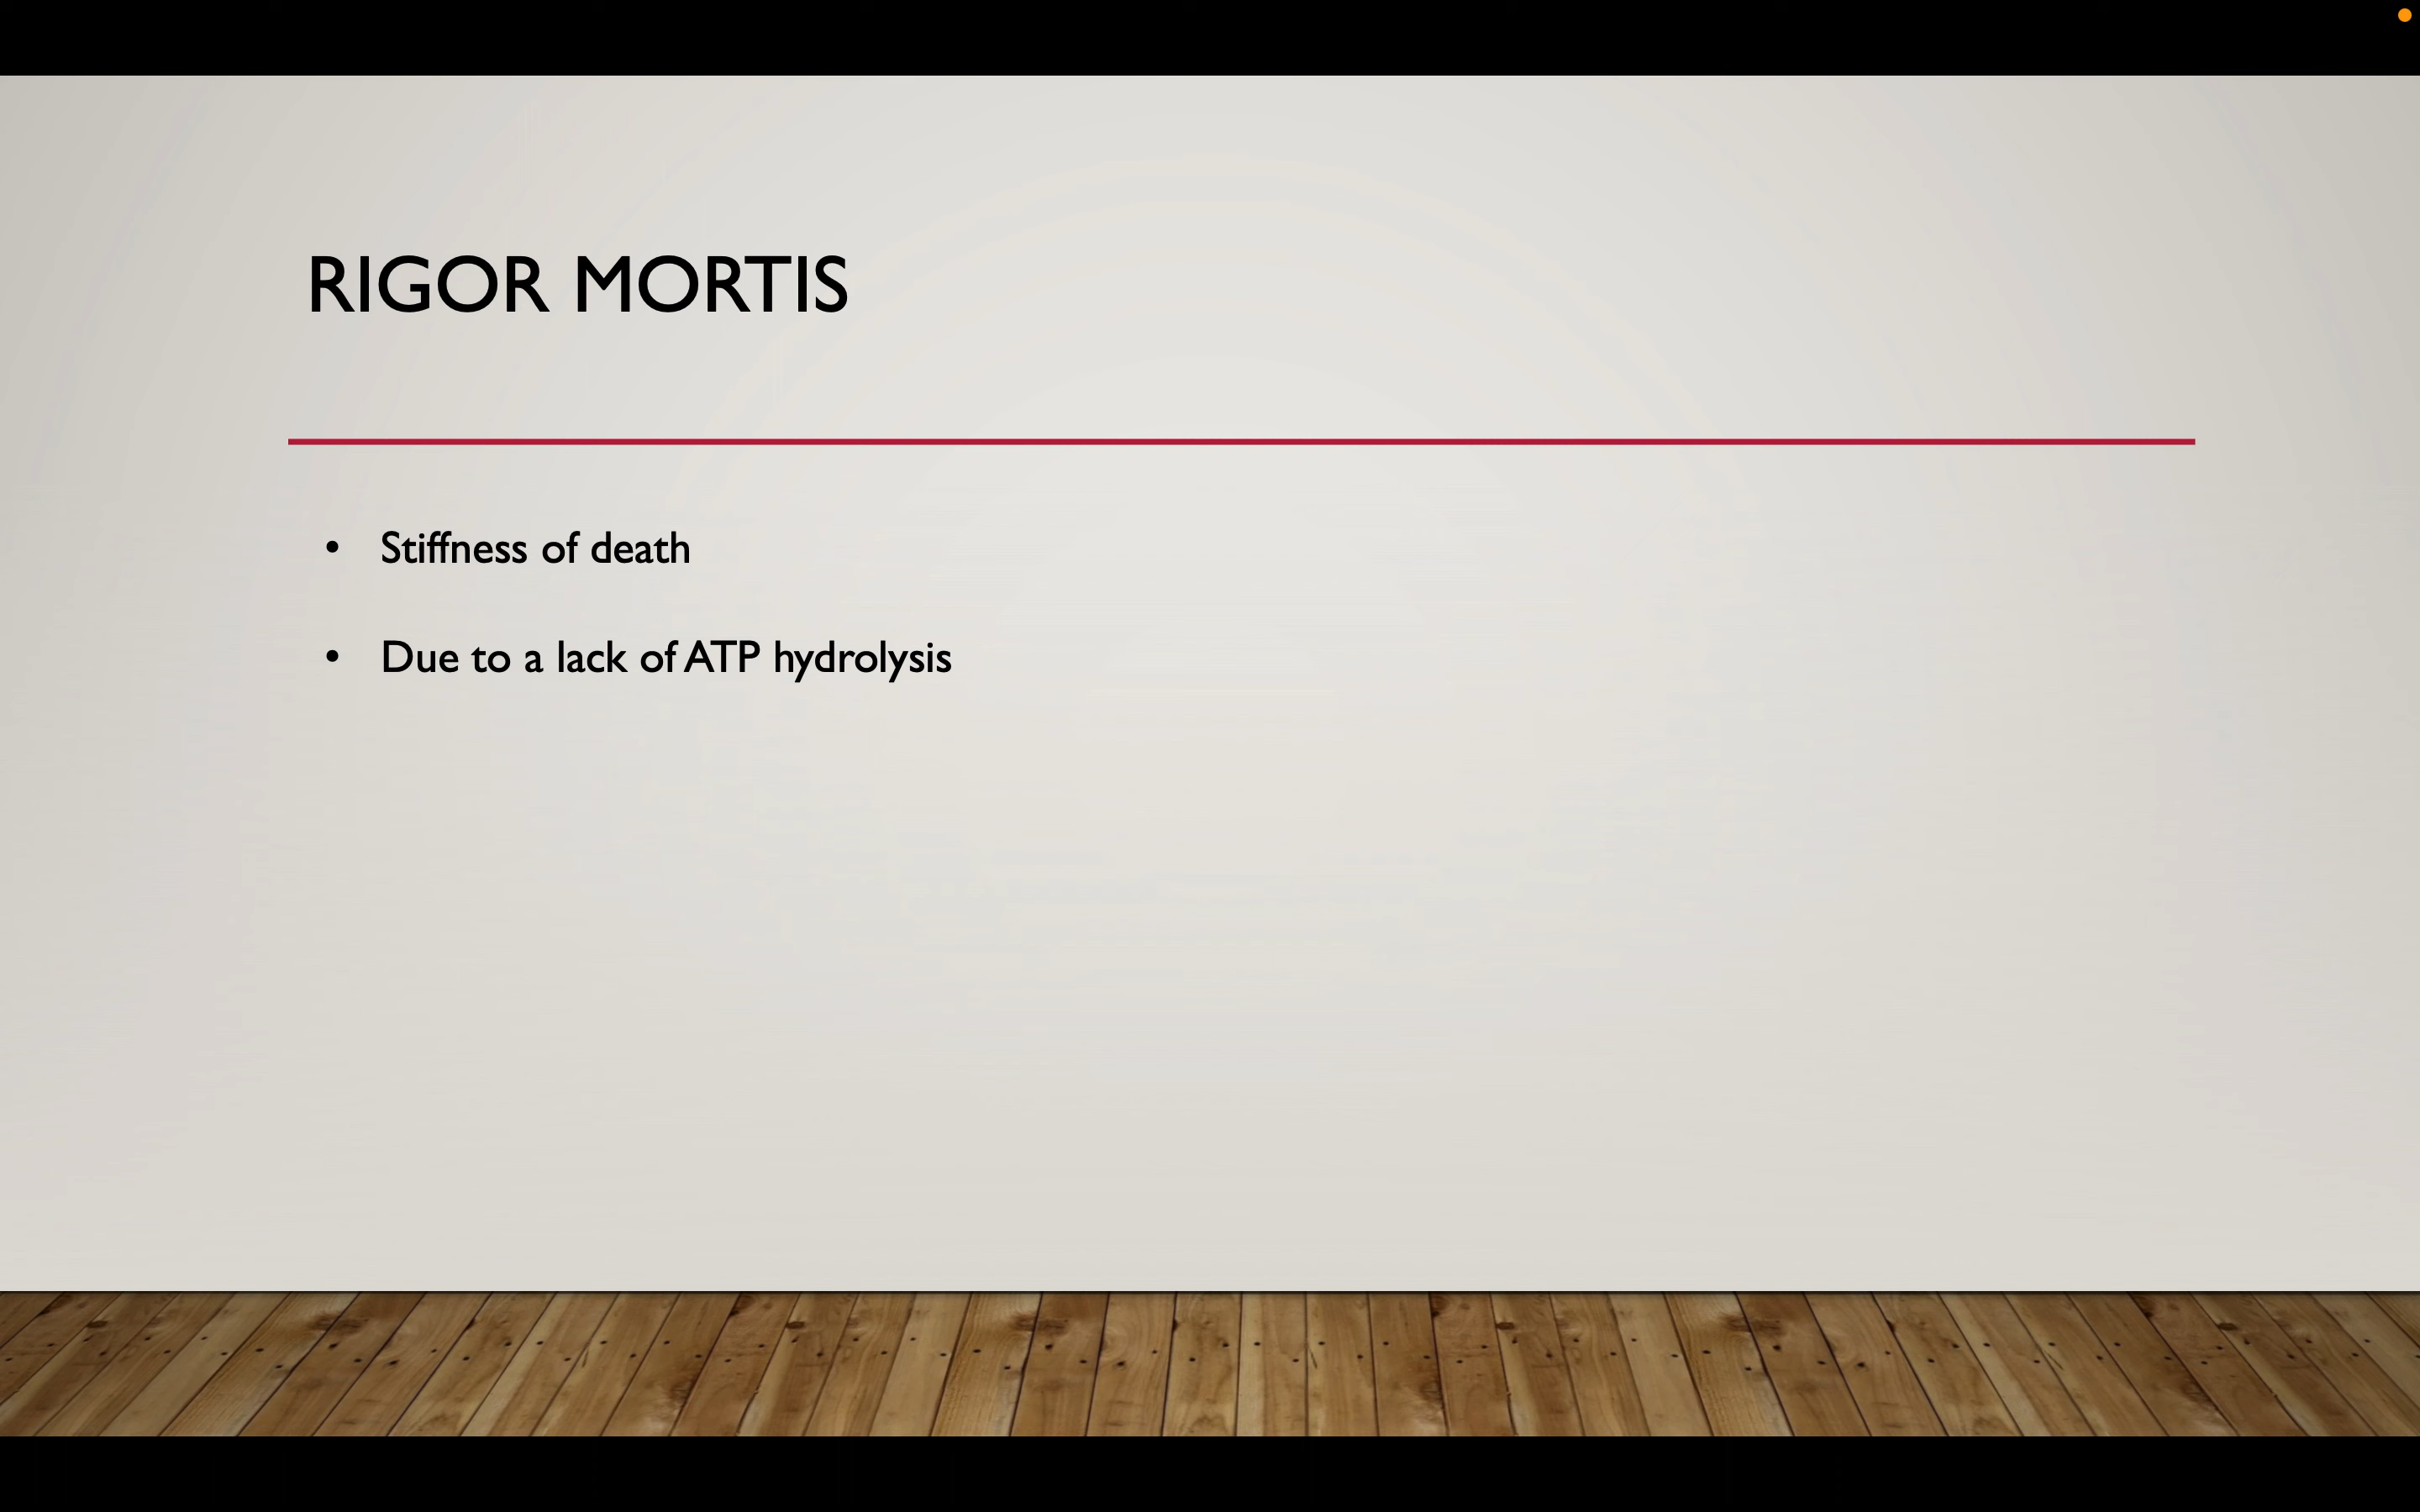 RIGOR MORTIS
• Stiffness of death
• Due to a lack of ATP hydrolysis